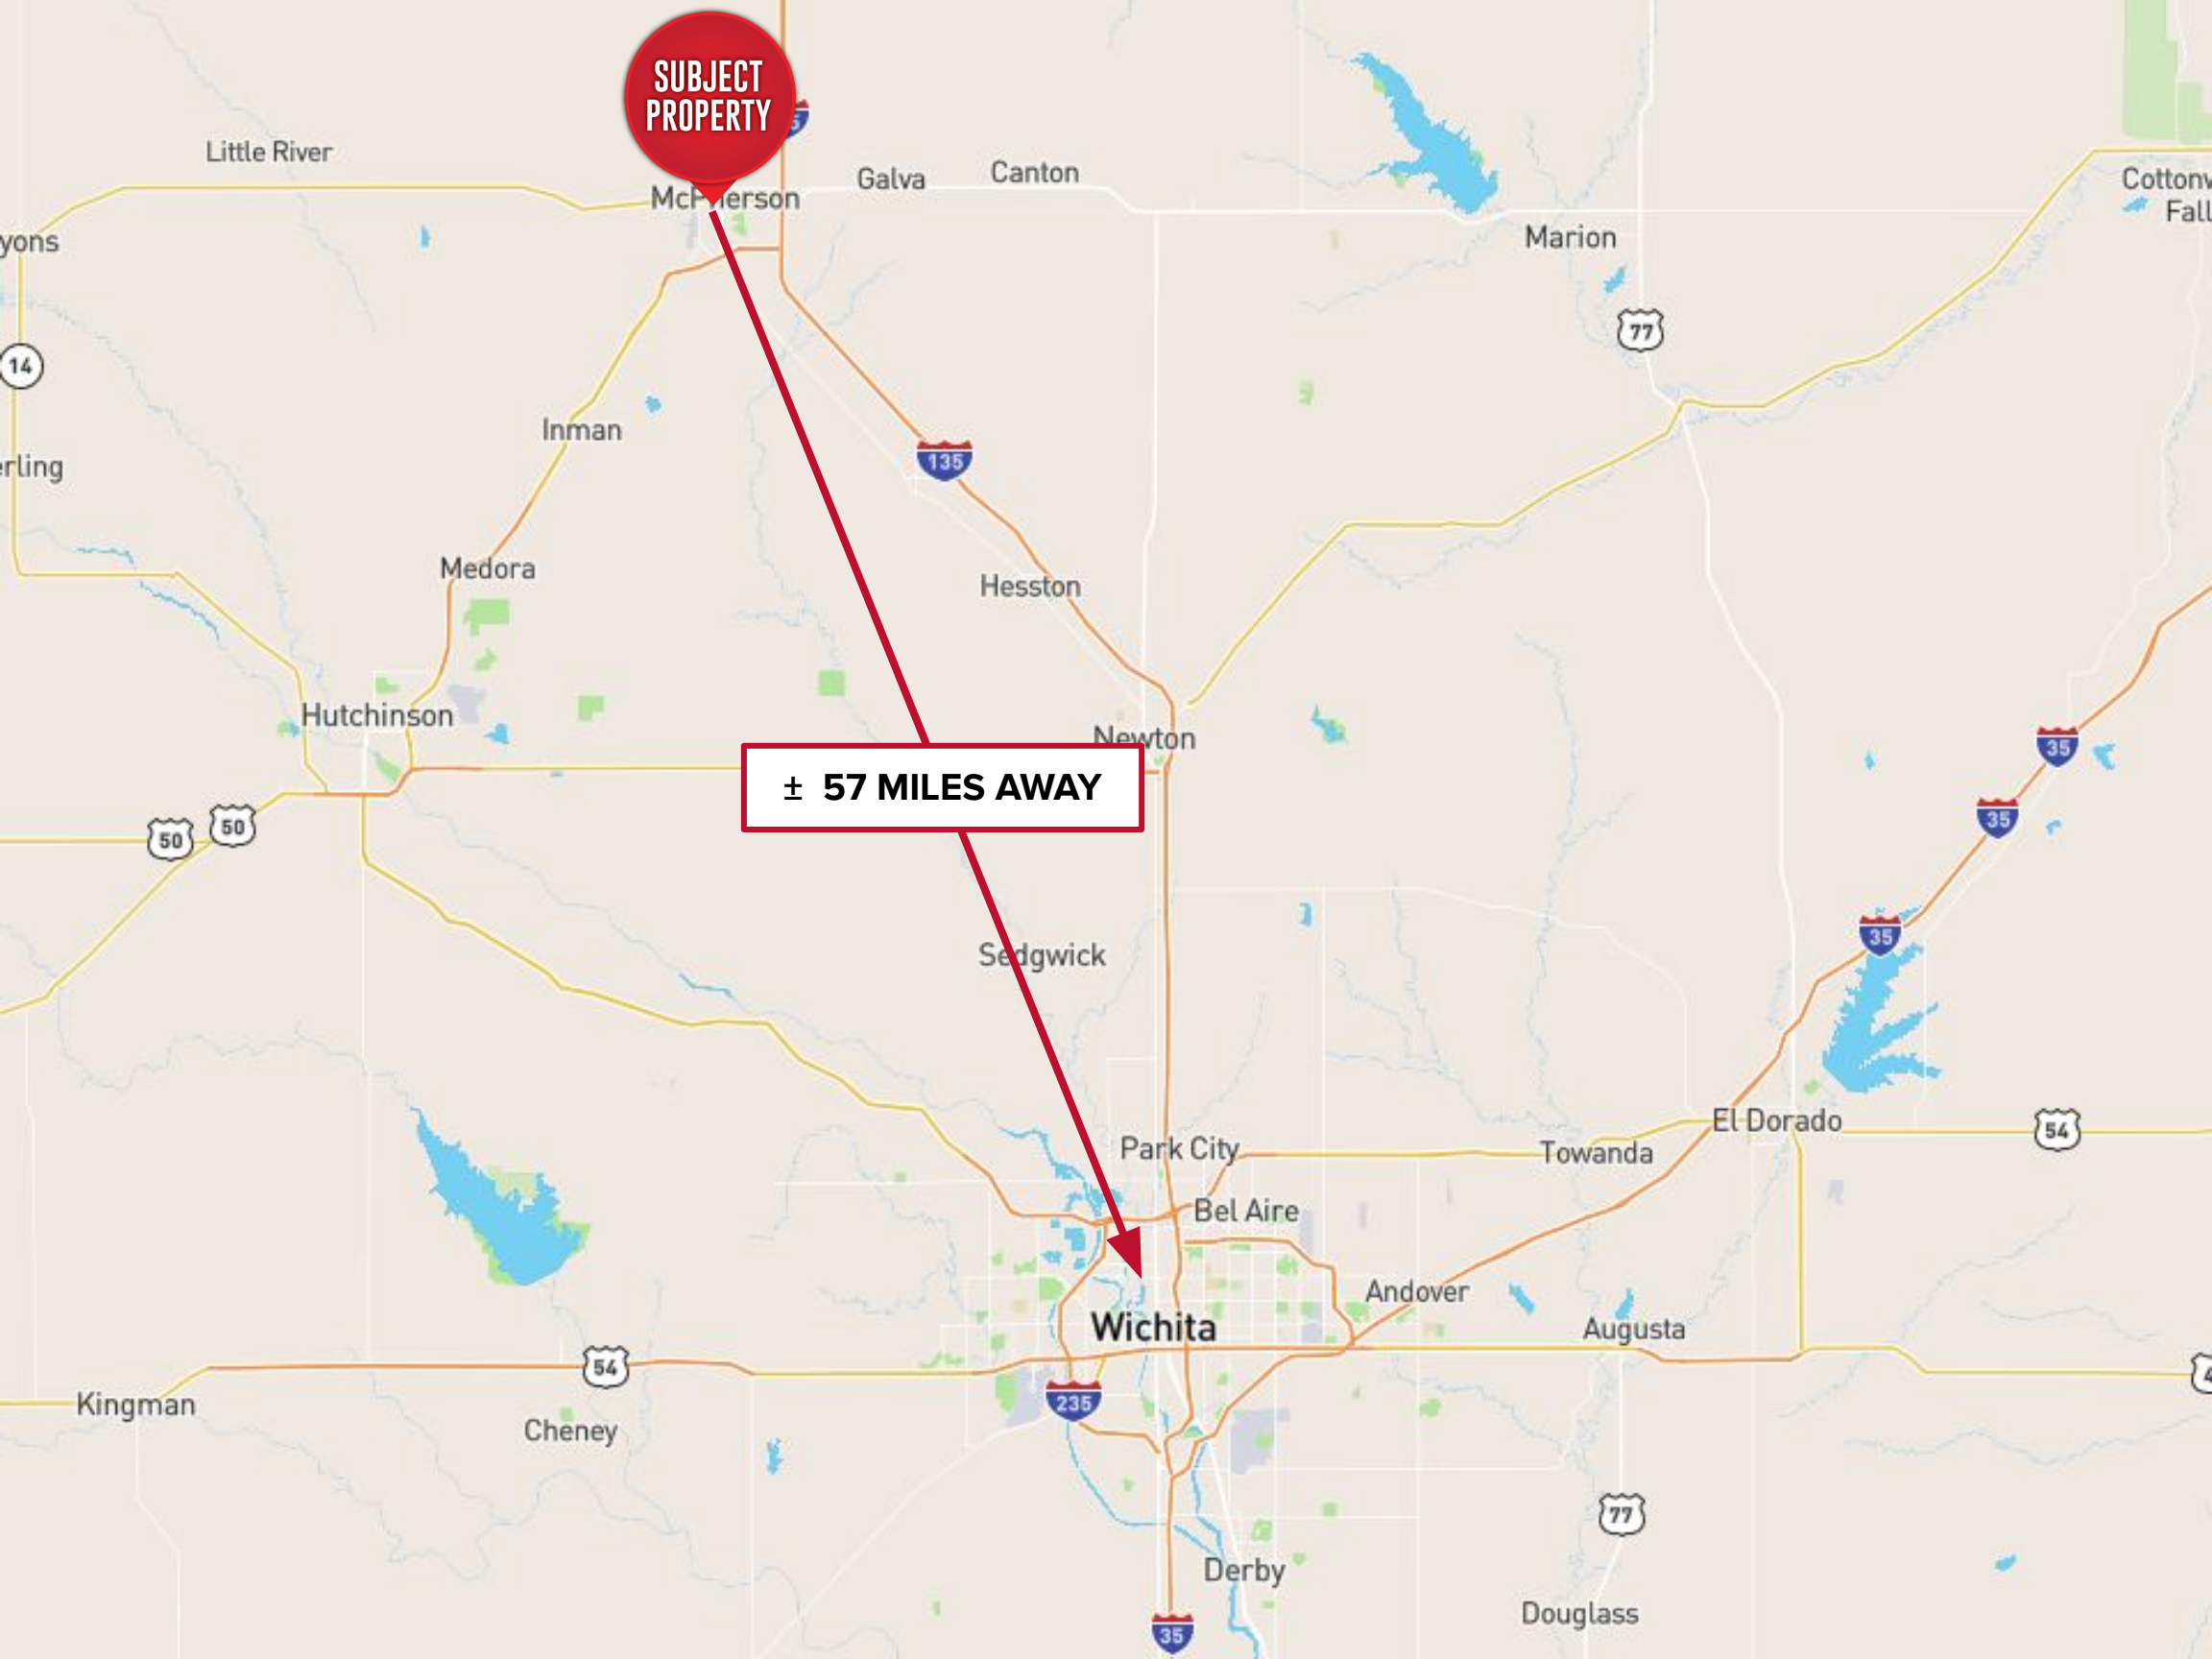 SUBJECT
PROPERTY
5
Little River
Galva
Canton
McPherson
Cottonw
Fall
yons
Marion
77
14
Inman
erling
135
Medora
Hesston
Hutchinson
Newton
35
± 57 MILES AWAY
35
50
50
35
Sedgwick
El Dorado
54
Park City
Towanda
Bel Aire
Andover
Wichita
Augusta
54
4
235
Kingman
Cheney
77
Derby
Douglass
35